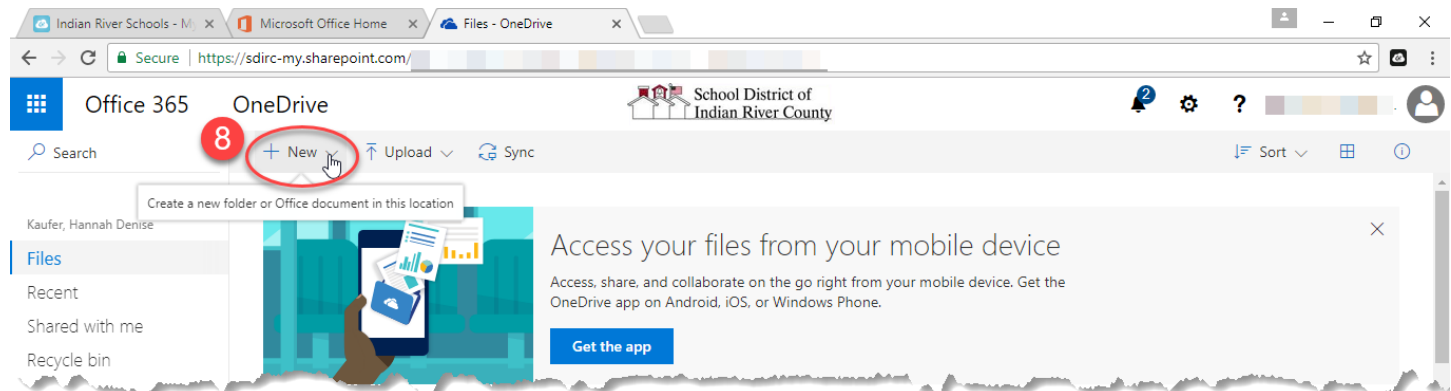 Indian River Schools - M
Microsoft Office Home
Files - OneDrive
Secure | https://sdirc-my.sharepoint.com/
Office 365 OneDrive
School District of
Indian River County
2
?
Search
8
+ New
Upload
Sync
Sort
Create a new folder or Office document in this location
Kaufer, Hannah Denise
Files
Recent
Shared with me
Recycle bin
Access your files from your mobile device
Access, share, and collaborate on the go right from your mobile device. Get the
OneDrive app on Android, iOS, or Windows Phone.
Get the app